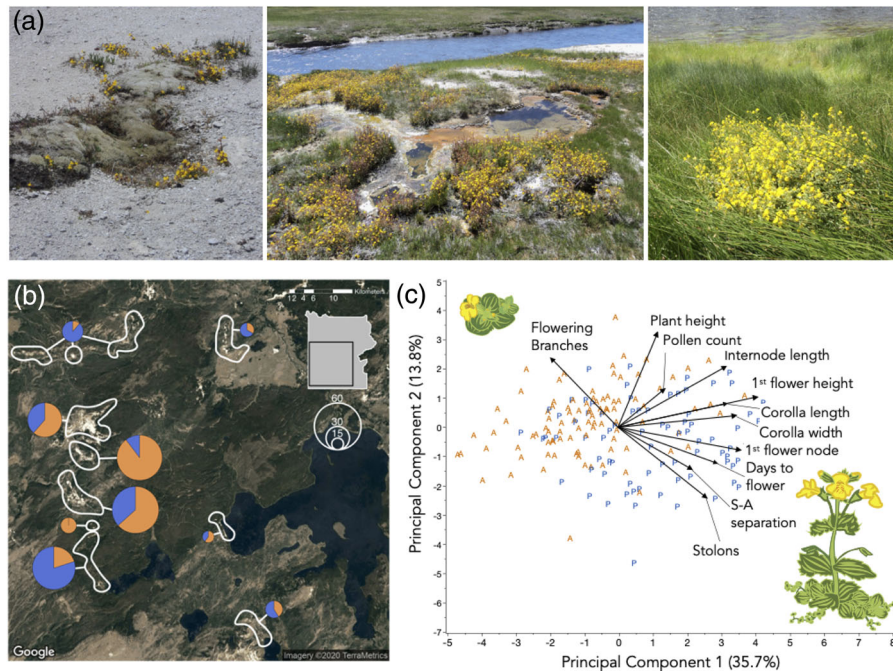 (a)
(b)
12 4 6 10 Kilometers
60
30
15
Google
Imagery ©2020 TerraMetrics
(c)
Principal Component 2 (13.8%)
5
4
3
2
1
0
-1
-2
-3
-4
-5
-6
-7
Flowering
Branches
Plant height
Pollen count
Internode length
1st flower height
Corolla length
Corolla width
1st flower node
Days to
flower
S-A
separation
Stolons
-5 -4 -3 -2 -1 0 1 2 3 4 5 6 7 8
Principal Component 1 (35.7%)